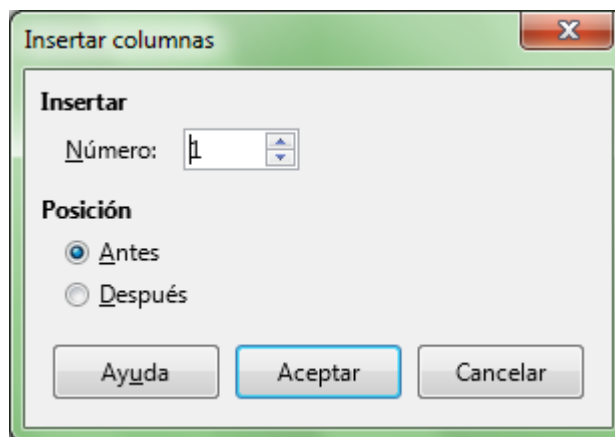 Insertar columnas
Insertar
Número: 1
Posición
Antes
Después
Ayuda Aceptar Cancelar